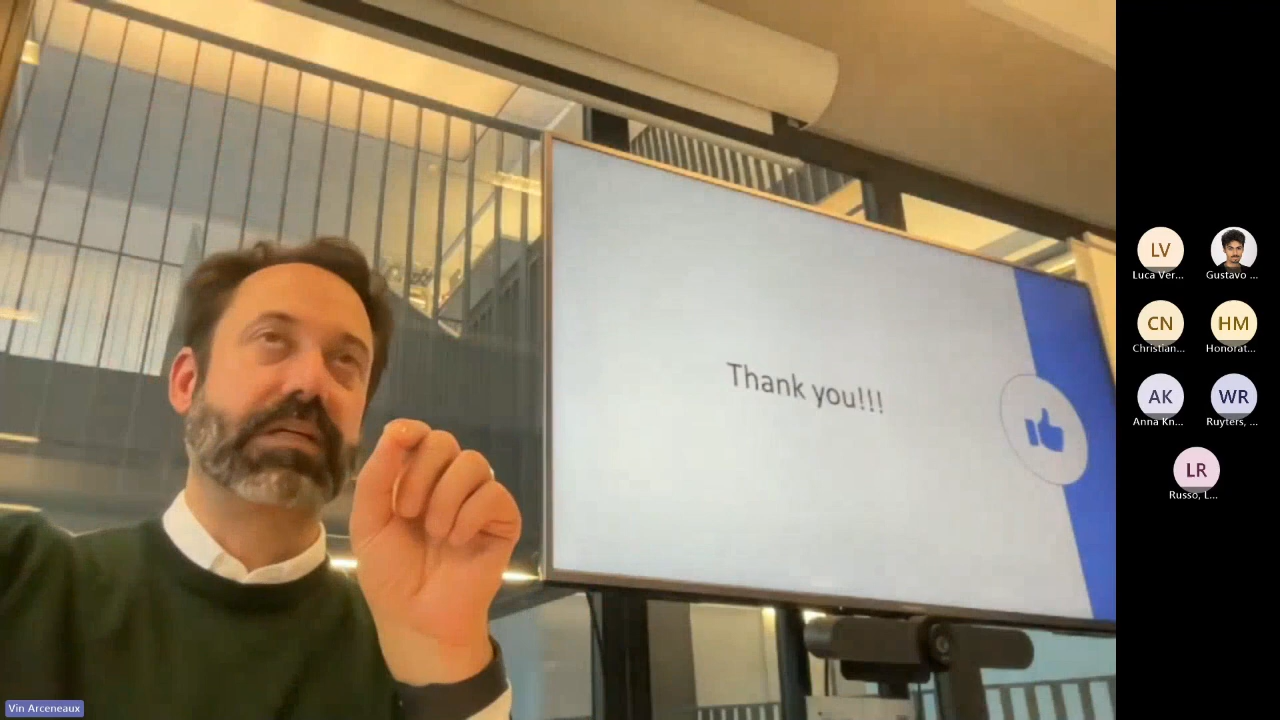 Thank you!!!
LV
Luca Ver...
Gustavo ...
CN
Christian...
HM
Honorat...
AK
Anna Kn...
WR
Ruyters, ...
LR
Russo, L...
Vin Arceneaux